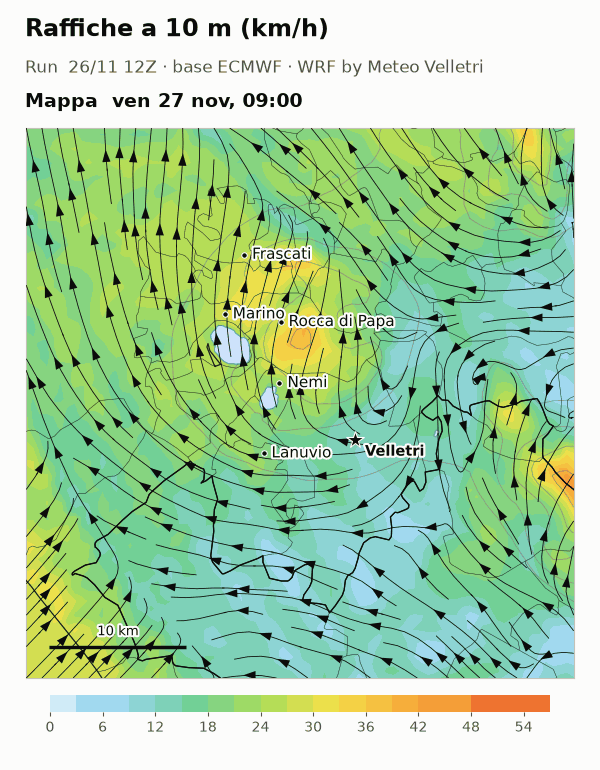 Raffiche a 10 m (km/h)
Run  26/11 12Z · base ECMWF · WRF by Meteo Velletri
Mappa  ven 27 nov, 09:00
Frascati
Marino
Rocca di Papa
Nemi
Lanuvio
Velletri
10 km
0 6 12 18 24 30 36 42 48 54